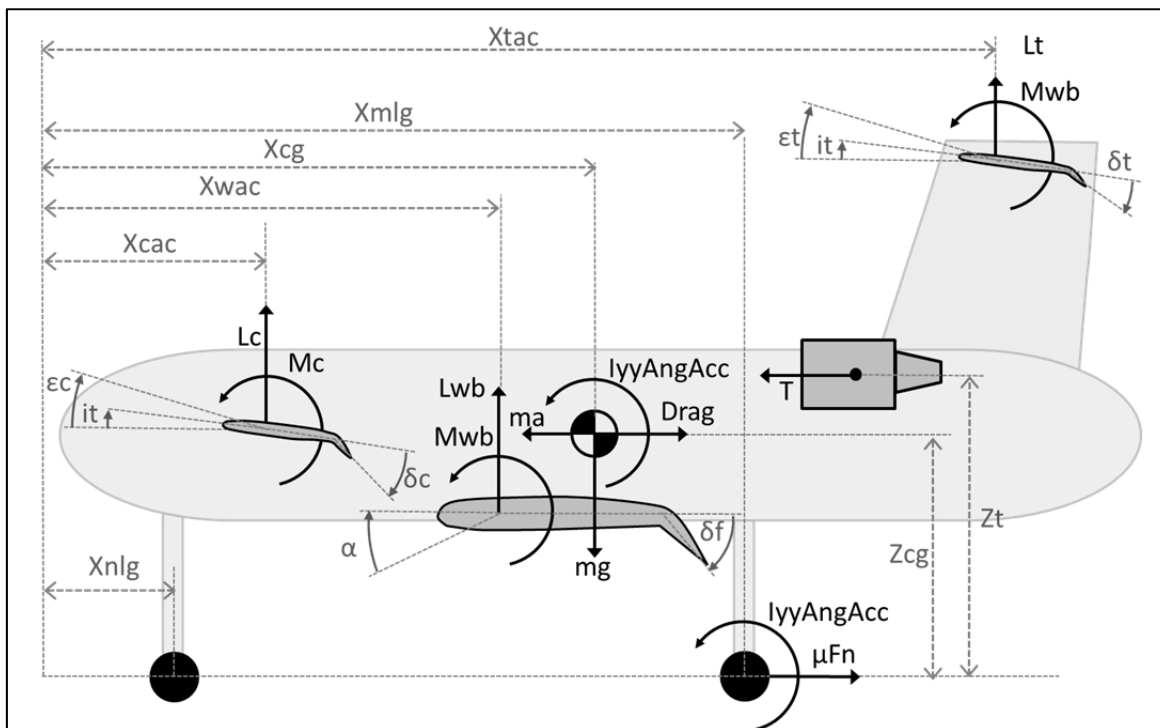 Xtac
Lt
Mwb
Xmlg
εt
it
Xcg
δt
Xwac
Xcac
Lc
Mc
IyyAngAcc
εc
Lwb
ma
Drag
T
it
Mwb
δc
Zt
α
δf
Zcg
mg
Xnlg
IyyAngAcc
μFn